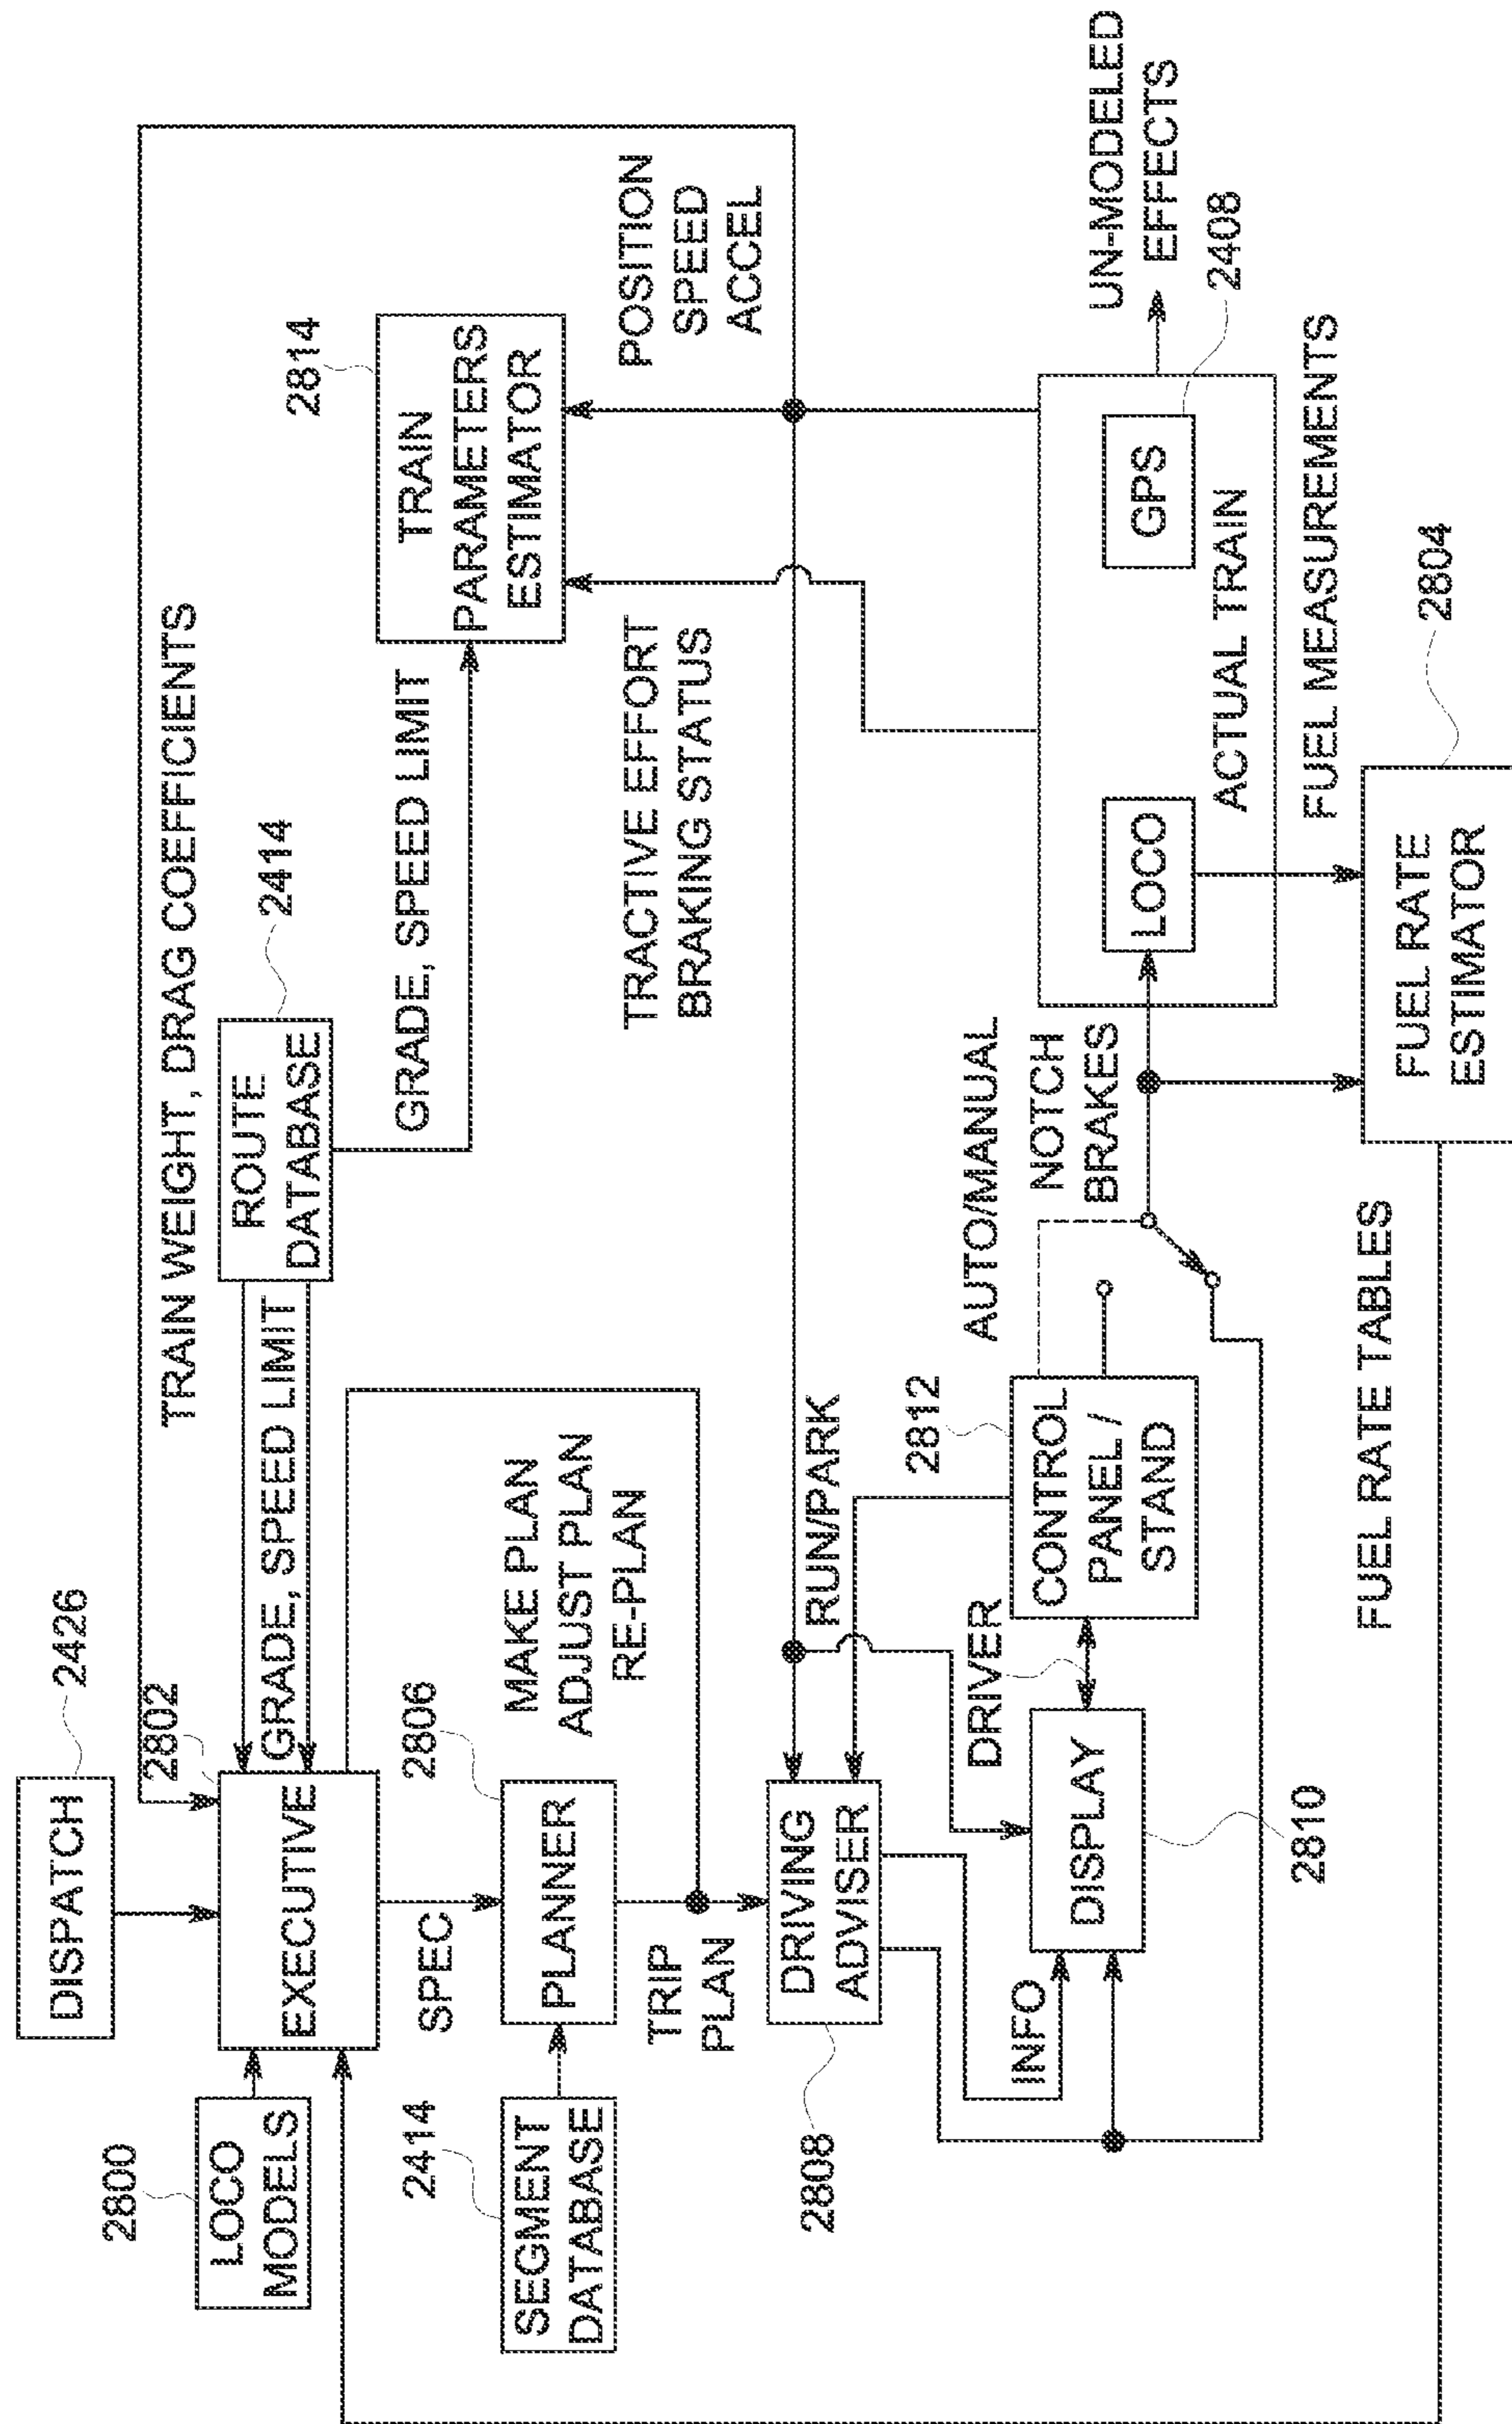 2426
DISPATCH
2802
2800
LOCO
MODELS
EXECUTIVE
GRADE, SPEED LIMIT
ROUTE
DATABASE
2414
TRAIN WEIGHT, DRAG COEFFICIENTS
GRADE, SPEED LIMIT
2814
TRAIN
PARAMETERS
ESTIMATOR
SPEC
2806
MAKE PLAN
ADJUST PLAN
RE-PLAN
2414
SEGMENT
DATABASE
PLANNER
TRIP
PLAN
TRACTIVE EFFORT
BRAKING STATUS
POSITION
SPEED
ACCEL
2808
DRIVING
ADVISER
RUN/PARK
2812
DRIVER
CONTROL
PANEL /
STAND
AUTO/MANUAL
NOTCH
BRAKES
INFO
DISPLAY
2810
LOCO
GPS
ACTUAL TRAIN
UN-MODELED
EFFECTS
2408
FUEL MEASUREMENTS
2804
FUEL RATE TABLES
FUEL RATE
ESTIMATOR